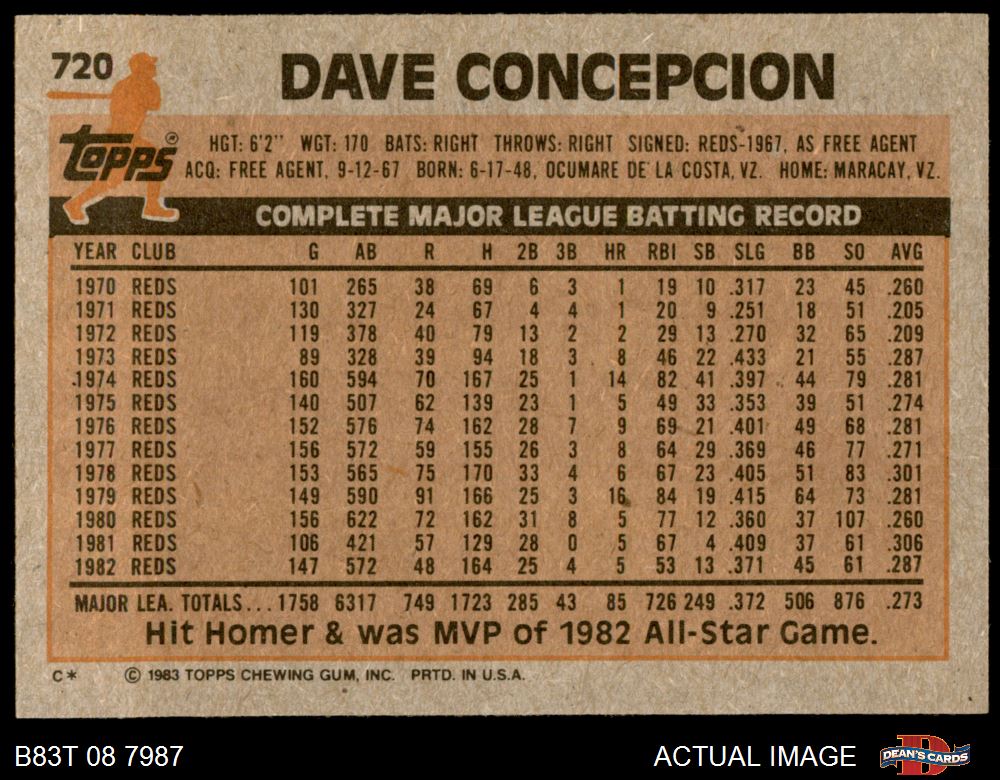 720 DAVE CONCEPCION
Topps®
HGT: 6'2" WGT: 170 BATS: RIGHT THROWS: RIGHT SIGNED: REDS-1967, AS FREE AGENT
ACQ: FREE AGENT, 9-12-67 BORN: 6-17-48, OCUMARE DE LA COSTA, VZ. HOME: MARACAY, VZ.
COMPLETE MAJOR LEAGUE BATTING RECORD
YEAR CLUB G AB R H 2B 3B HR RBI SB SLG BB SO AVG
1970 REDS 101 265 38 69 6 3 1 19 10 .317 23 45 .260
1971 REDS 130 327 24 67 4 4 1 20 9 .251 18 51 .205
1972 REDS 119 378 40 79 13 2 2 29 13 .270 32 65 .209
1973 REDS 89 328 39 94 18 3 8 46 22 .433 21 55 .287
1974 REDS 160 594 70 167 25 1 14 82 41 .397 44 79 .281
1975 REDS 140 507 62 139 23 1 5 49 33 .353 39 51 .274
1976 REDS 152 576 74 162 28 7 9 69 21 .401 49 68 .281
1977 REDS 156 572 59 155 26 3 8 64 29 .369 46 77 .271
1978 REDS 153 565 75 170 33 4 6 67 23 .405 51 83 .301
1979 REDS 149 590 91 166 25 3 16 84 19 .415 64 73 .281
1980 REDS 156 622 72 162 31 8 5 77 12 .360 37 107 .260
1981 REDS 106 421 57 129 28 0 5 67 4 .409 37 61 .306
1982 REDS 147 572 48 164 25 4 5 53 13 .371 45 61 .287
MAJOR LEA. TOTALS... 1758 6317 749 1723 285 43 85 726 249 .372 506 876 .273
Hit Homer & was MVP of 1982 All-Star Game.
C* © 1983 TOPPS CHEWING GUM, INC. PRTD. IN U.S.A.
B83T 08 7987 ACTUAL IMAGE D DEAN'S CARDS